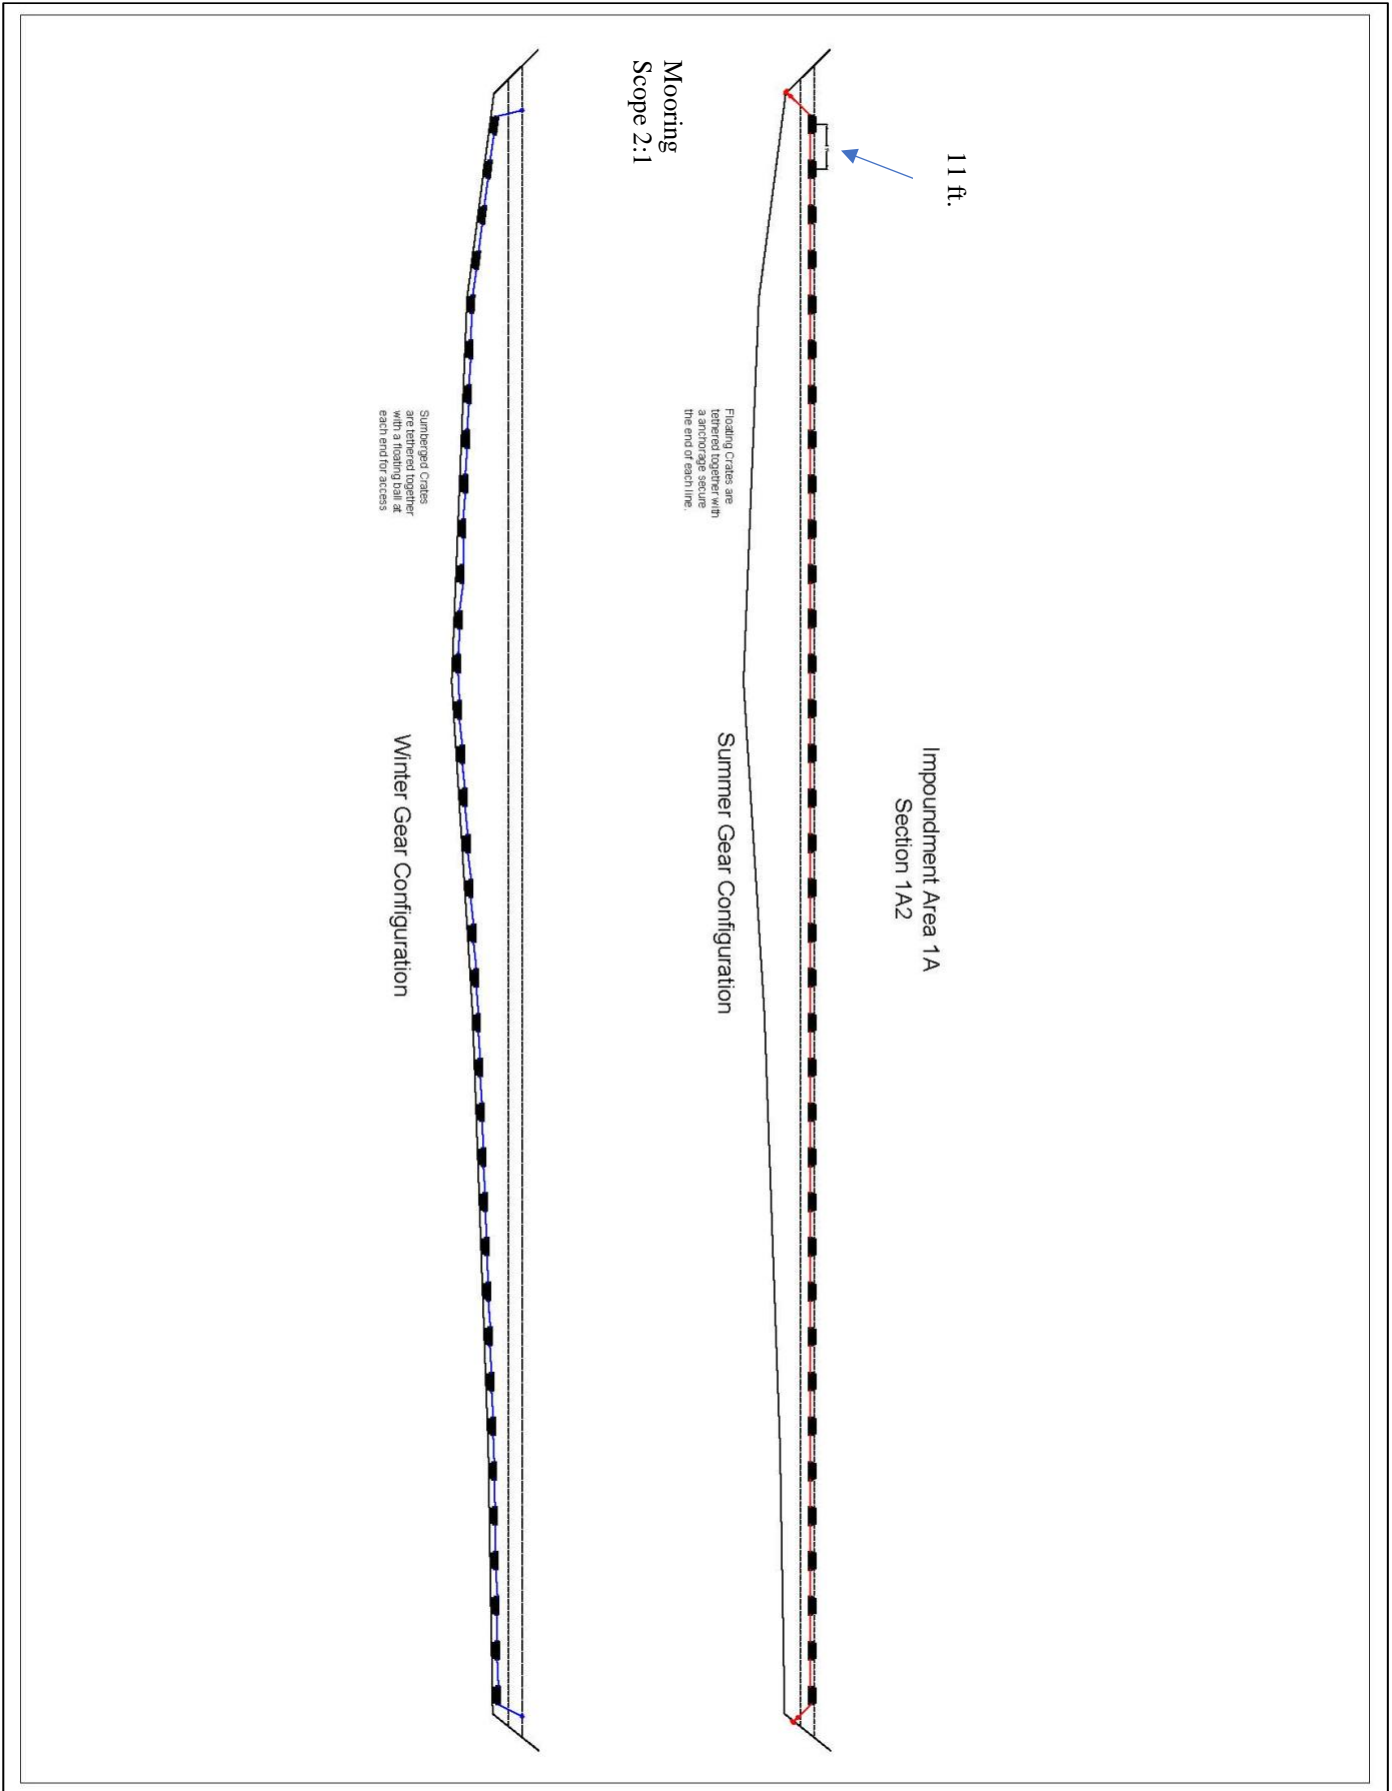 11 ft.
Impoundment Area 1A
Section 1A2
Mooring
Scope 2:1
Floating Crates are
tethered together with
a anchorage secure
the end of each line.
Summer Gear Configuration
Sumberged Crates
are tethered together
with a floating ball at
each end for access
Winter Gear Configuration